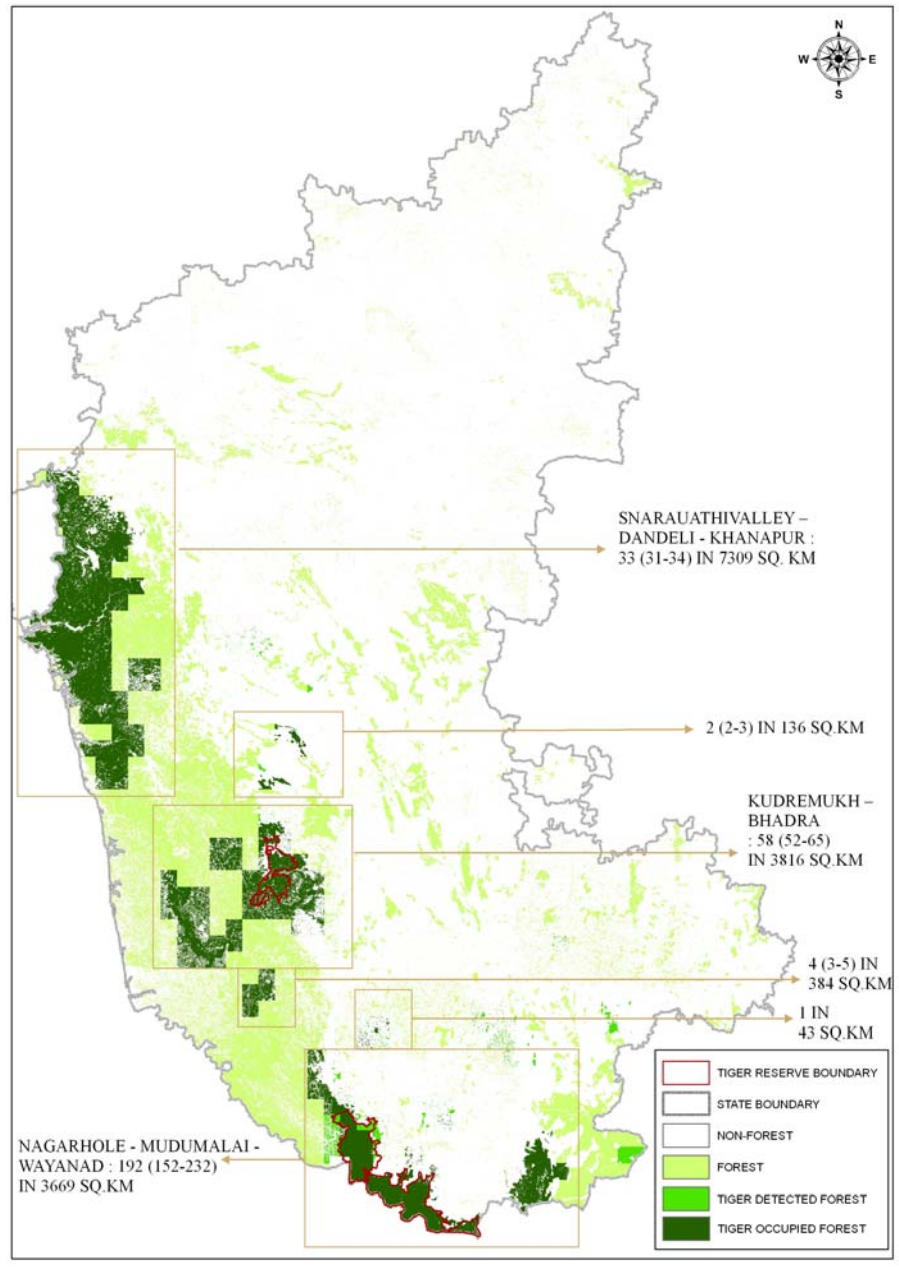 N
W E
S
SNARAUATHIVALLEY –
DANDELI - KHANAPUR :
33 (31-34) IN 7309 SQ. KM
2 (2-3) IN 136 SQ.KM
KUDREMUKH –
BHADRA
: 58 (52-65)
IN 3816 SQ.KM
4 (3-5) IN
384 SQ.KM
1 IN
43 SQ.KM
NAGARHOLE - MUDUMALAI -
WAYANAD : 192 (152-232)
IN 3669 SQ.KM
TIGER RESERVE BOUNDARY
STATE BOUNDARY
NON-FOREST
FOREST
TIGER DETECTED FOREST
TIGER OCCUPIED FOREST